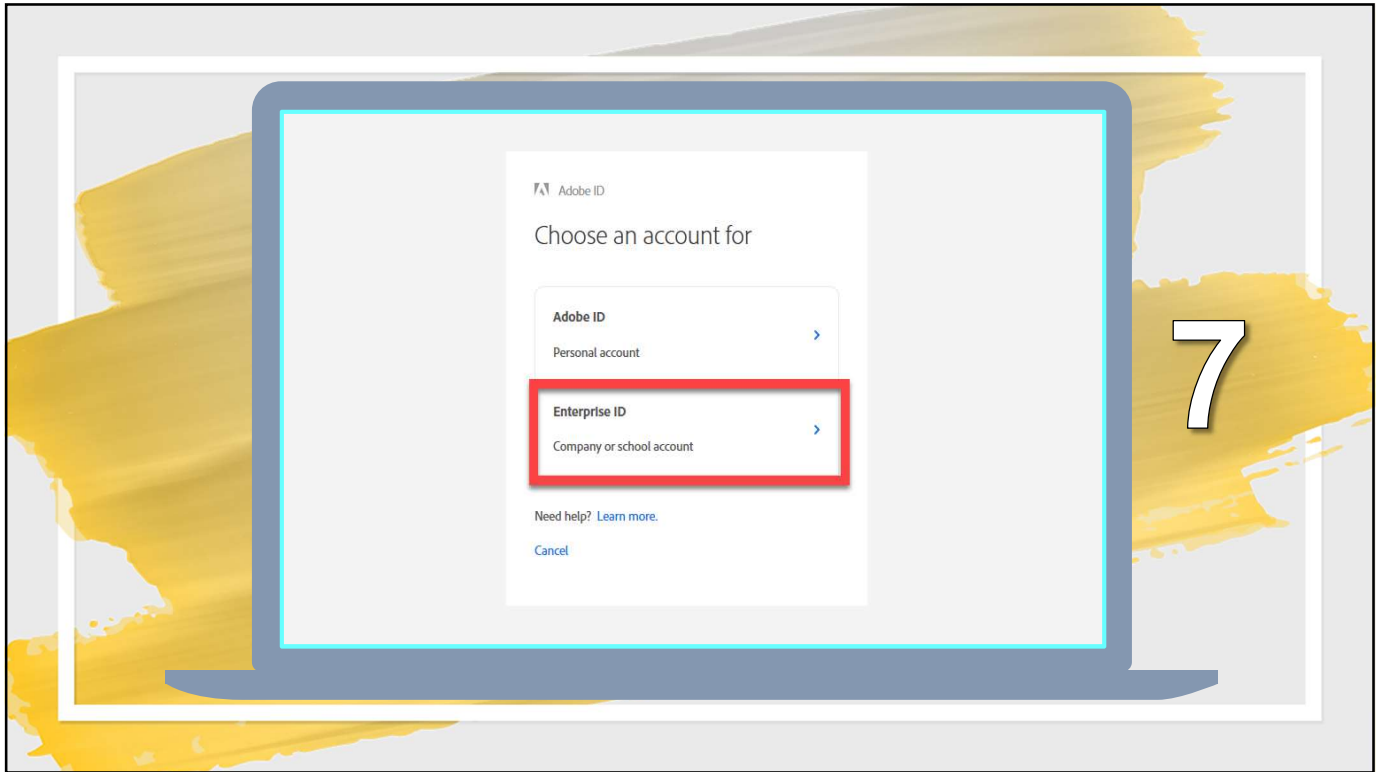 Adobe ID
Choose an account for
Adobe ID
Personal account
Enterprise ID
Company or school account
Need help? Learn more.
Cancel
7